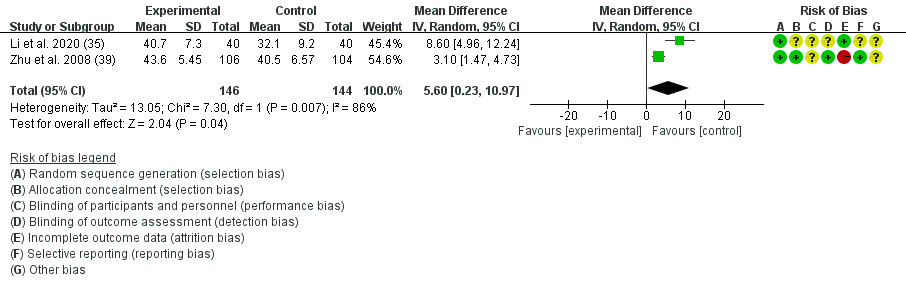 Experimental Control Mean Difference Mean Difference Risk of Bias
Study or Subgroup Mean SD Total Mean SD Total Weight IV, Random, 95% CI IV, Random, 95% CI A B C D E F G
Li et al. 2020 (35) 40.7 7.3 40 32.1 9.2 40 45.4% 8.60 [4.96, 12.24] + ? ? ? + + ?
Zhu et al. 2008 (39) 43.6 5.45 106 40.5 6.57 104 54.6% 3.10 [1.47, 4.73] + + ? + - + ?
Total (95% CI) 146 144 100.0% 5.60 [0.23, 10.97]
Heterogeneity: Tau² = 13.05; Chi² = 7.30, df = 1 (P = 0.007); I² = 86%
Test for overall effect: Z = 2.04 (P = 0.04)
-20 -10 0 10 20
Favours [experimental] Favours [control]
Risk of bias legend
(A) Random sequence generation (selection bias)
(B) Allocation concealment (selection bias)
(C) Blinding of participants and personnel (performance bias)
(D) Blinding of outcome assessment (detection bias)
(E) Incomplete outcome data (attrition bias)
(F) Selective reporting (reporting bias)
(G) Other bias